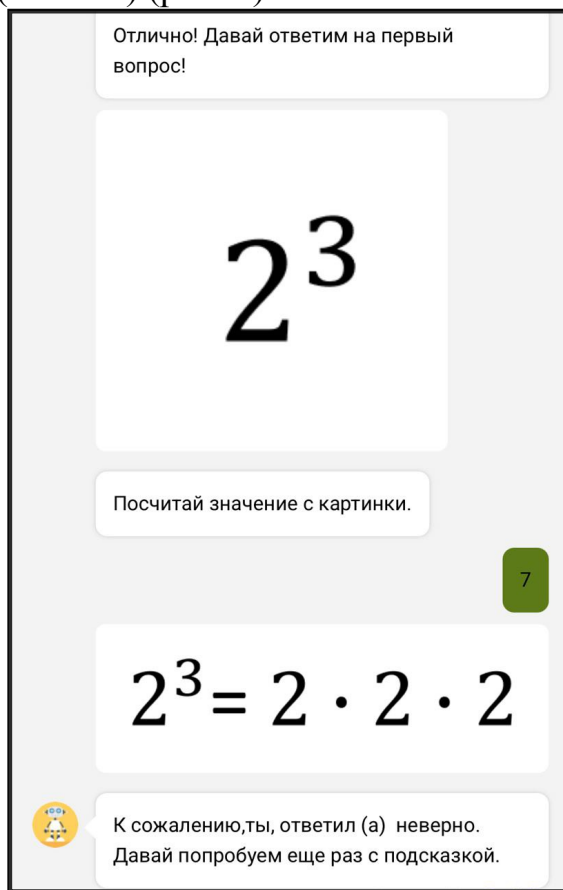 Отлично! Давай ответим на первый
вопрос!
2³
Посчитай значение с картинки.
7
2³= 2 · 2 · 2
К сожалению,ты, ответил (а) неверно.
Давай попробуем еще раз с подсказкой.